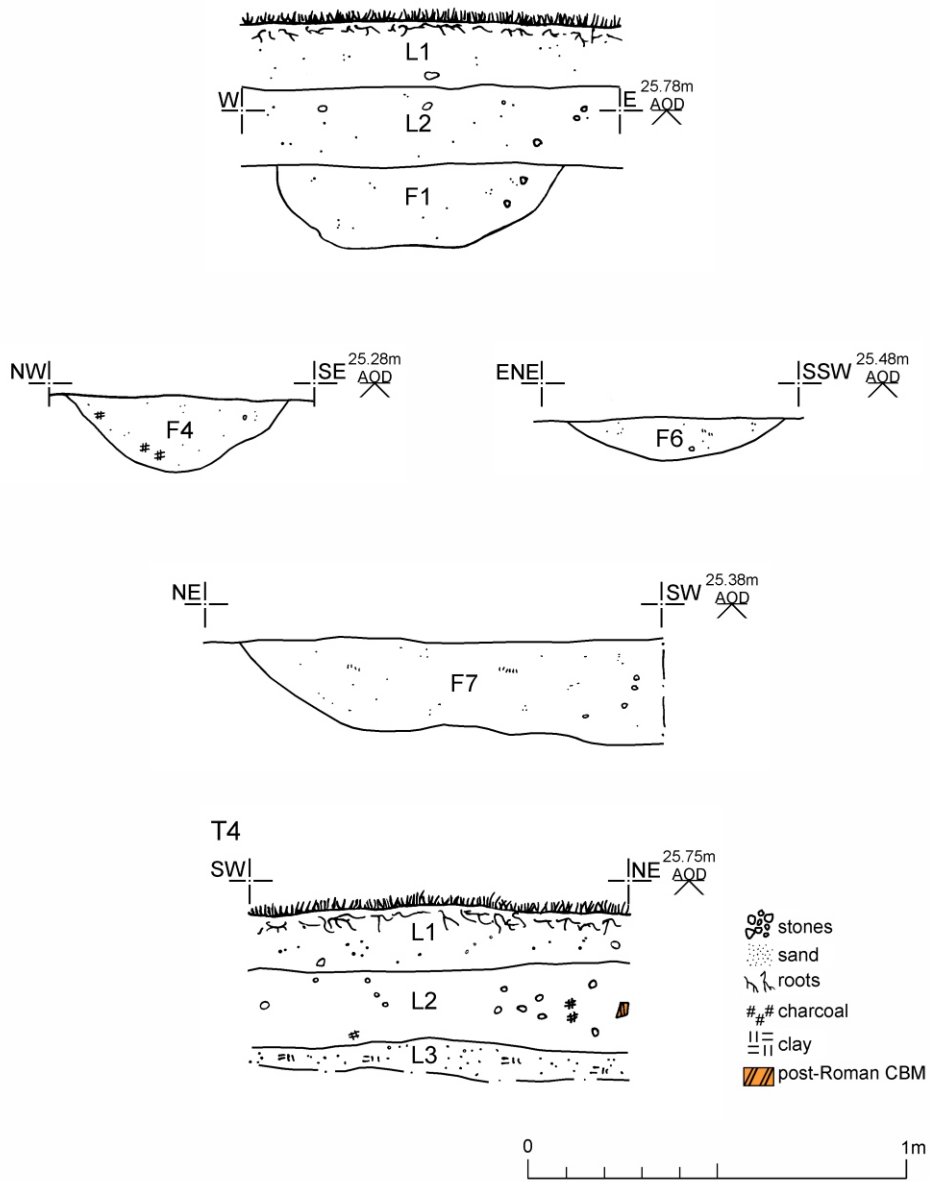 L1
W E 25.78m
AOD
L2
F1
NW SE 25.28m
AOD
F4
ENE SSW 25.48m
AOD
F6
NE SW 25.38m
AOD
F7
T4
SW NE 25.75m
AOD
L1
L2
L3
stones
sand
roots
charcoal
clay
post-Roman CBM
0 1m